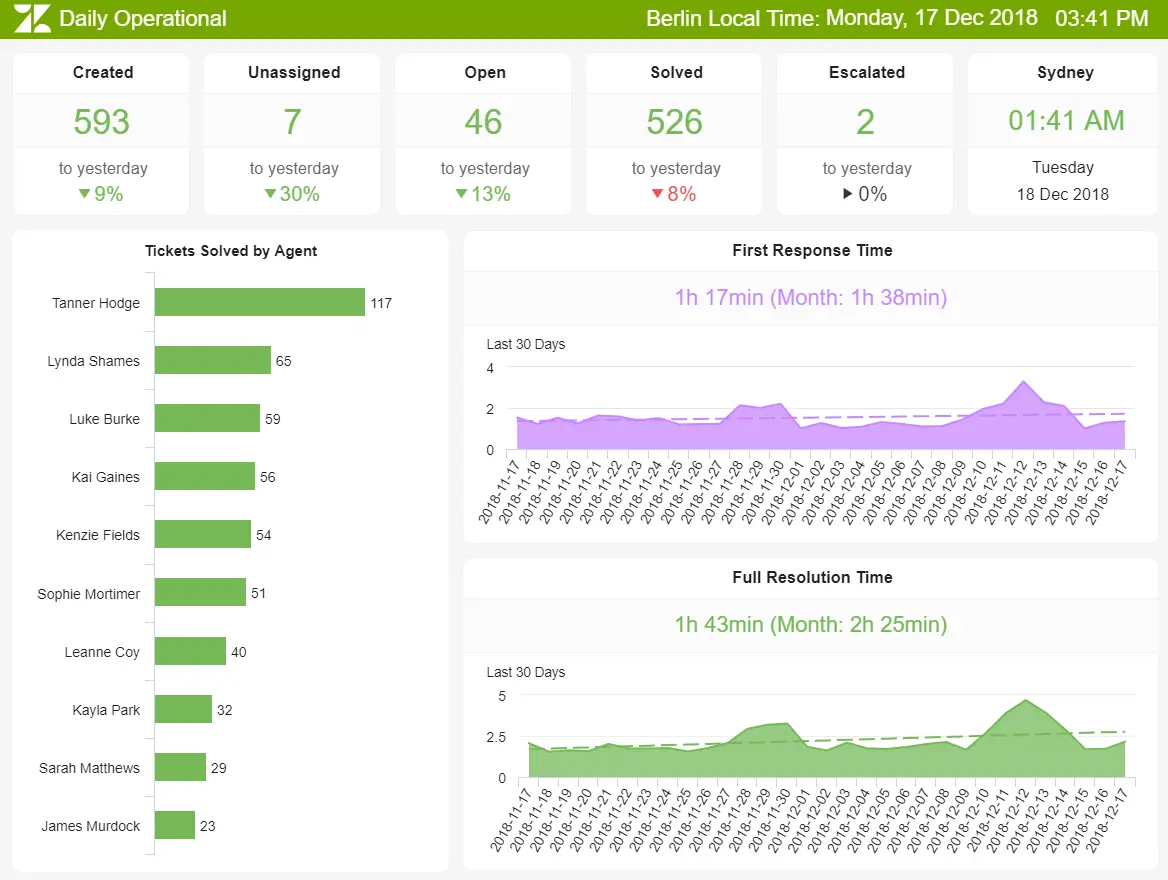 Daily Operational
Berlin Local Time: Monday, 17 Dec 2018 03:41 PM
Created
593
to yesterday
▼9%
Unassigned
7
to yesterday
▼30%
Open
46
to yesterday
▼13%
Solved
526
to yesterday
▼8%
Escalated
2
to yesterday
▶ 0%
Sydney
01:41 AM
Tuesday
18 Dec 2018
Tickets Solved by Agent
Tanner Hodge 117
Lynda Shames 65
Luke Burke 59
Kai Gaines 56
Kenzie Fields 54
Sophie Mortimer 51
Leanne Coy 40
Kayla Park 32
Sarah Matthews 29
James Murdock 23
First Response Time
1h 17min (Month: 1h 38min)
Last 30 Days
4
2
0
2018-11-17
2018-11-18
2018-11-19
2018-11-20
2018-11-21
2018-11-22
2018-11-23
2018-11-24
2018-11-25
2018-11-26
2018-11-27
2018-11-28
2018-11-29
2018-11-30
2018-12-01
2018-12-02
2018-12-03
2018-12-04
2018-12-05
2018-12-06
2018-12-07
2018-12-08
2018-12-09
2018-12-10
2018-12-11
2018-12-12
2018-12-13
2018-12-14
2018-12-15
2018-12-16
2018-12-17
Full Resolution Time
1h 43min (Month: 2h 25min)
Last 30 Days
5
2.5
0
2018-11-17
2018-11-18
2018-11-19
2018-11-20
2018-11-21
2018-11-22
2018-11-23
2018-11-24
2018-11-25
2018-11-26
2018-11-27
2018-11-28
2018-11-29
2018-11-30
2018-12-01
2018-12-02
2018-12-03
2018-12-04
2018-12-05
2018-12-06
2018-12-07
2018-12-08
2018-12-09
2018-12-10
2018-12-11
2018-12-12
2018-12-13
2018-12-14
2018-12-15
2018-12-16
2018-12-17